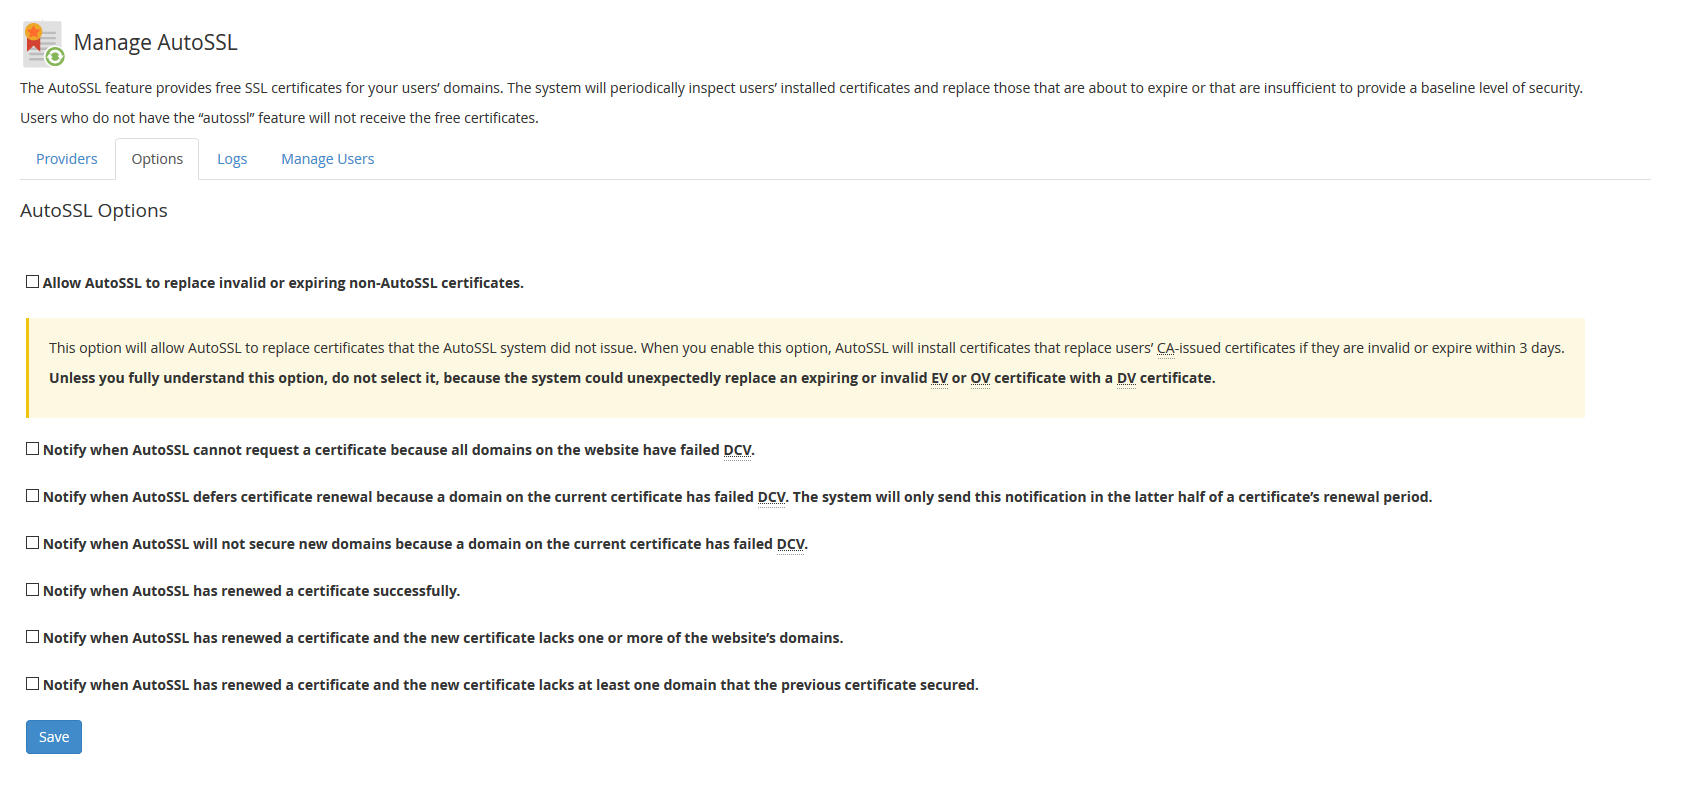 Manage AutoSSL
The AutoSSL feature provides free SSL certificates for your users’ domains. The system will periodically inspect users’ installed certificates and replace those that are about to expire or that are insufficient to provide a baseline level of security.
Users who do not have the “autossl” feature will not receive the free certificates.
Providers Options Logs Manage Users
AutoSSL Options
Allow AutoSSL to replace invalid or expiring non-AutoSSL certificates.
This option will allow AutoSSL to replace certificates that the AutoSSL system did not issue. When you enable this option, AutoSSL will install certificates that replace users’ CA-issued certificates if they are invalid or expire within 3 days.
Unless you fully understand this option, do not select it, because the system could unexpectedly replace an expiring or invalid EV or OV certificate with a DV certificate.
Notify when AutoSSL cannot request a certificate because all domains on the website have failed DCV.
Notify when AutoSSL defers certificate renewal because a domain on the current certificate has failed DCV. The system will only send this notification in the latter half of a certificate’s renewal period.
Notify when AutoSSL will not secure new domains because a domain on the current certificate has failed DCV.
Notify when AutoSSL has renewed a certificate successfully.
Notify when AutoSSL has renewed a certificate and the new certificate lacks one or more of the website’s domains.
Notify when AutoSSL has renewed a certificate and the new certificate lacks at least one domain that the previous certificate secured.
Save